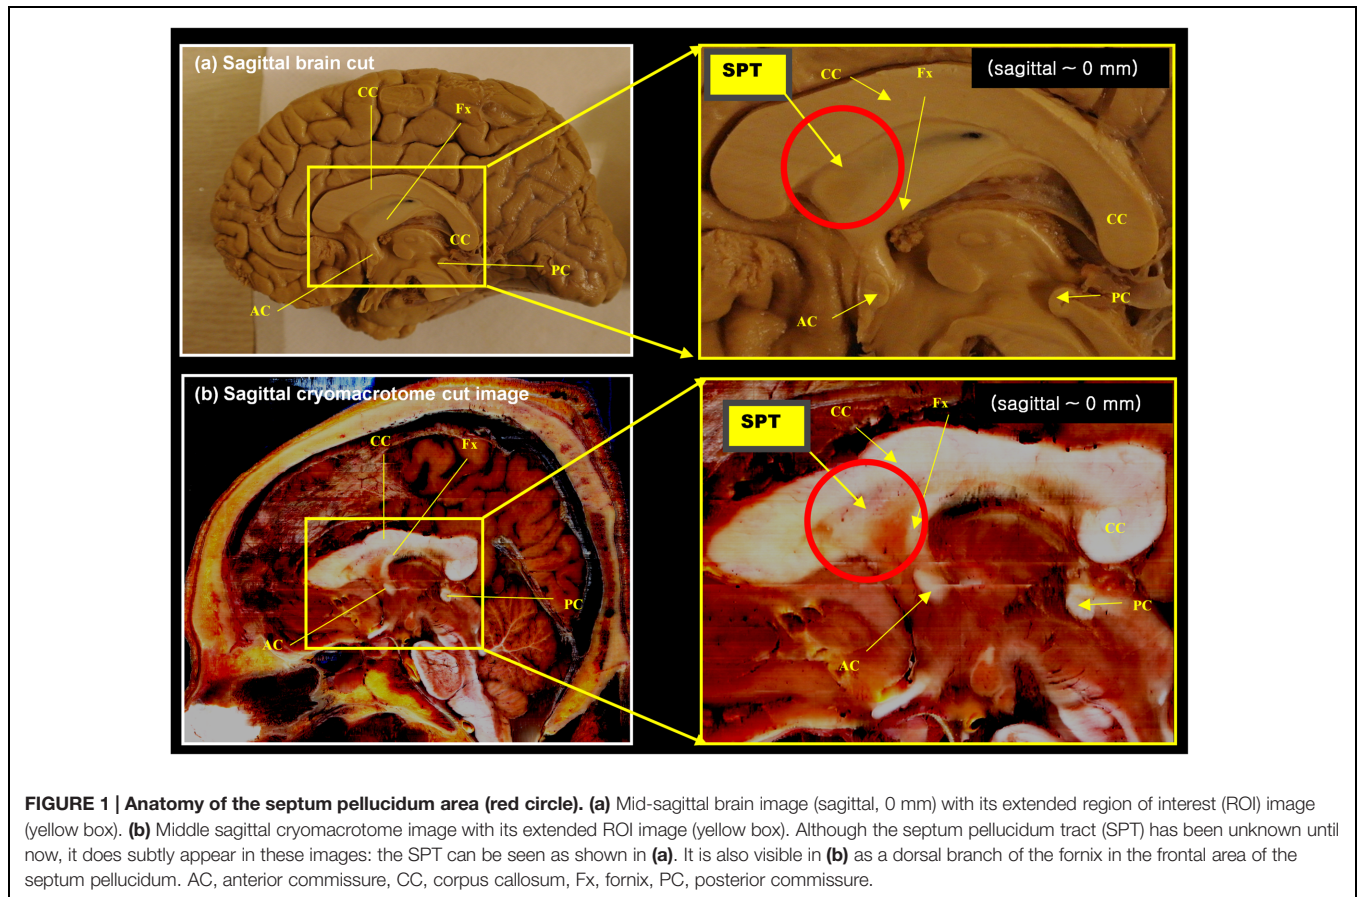 (a) Sagittal brain cut
CC
Fx
CC
PC
AC
SPT
CC
Fx
(sagittal ~ 0 mm)
CC
AC
PC
(b) Sagittal cryomacrotome cut image
CC
Fx
PC
AC
SPT
CC
Fx
(sagittal ~ 0 mm)
CC
PC
AC
FIGURE 1 | Anatomy of the septum pellucidum area (red circle). (a) Mid-sagittal brain image (sagittal, 0 mm) with its extended region of interest (ROI) image
(yellow box). (b) Middle sagittal cryomacrotome image with its extended ROI image (yellow box). Although the septum pellucidum tract (SPT) has been unknown until
now, it does subtly appear in these images: the SPT can be seen as shown in (a). It is also visible in (b) as a dorsal branch of the fornix in the frontal area of the
septum pellucidum. AC, anterior commissure, CC, corpus callosum, Fx, fornix, PC, posterior commissure.